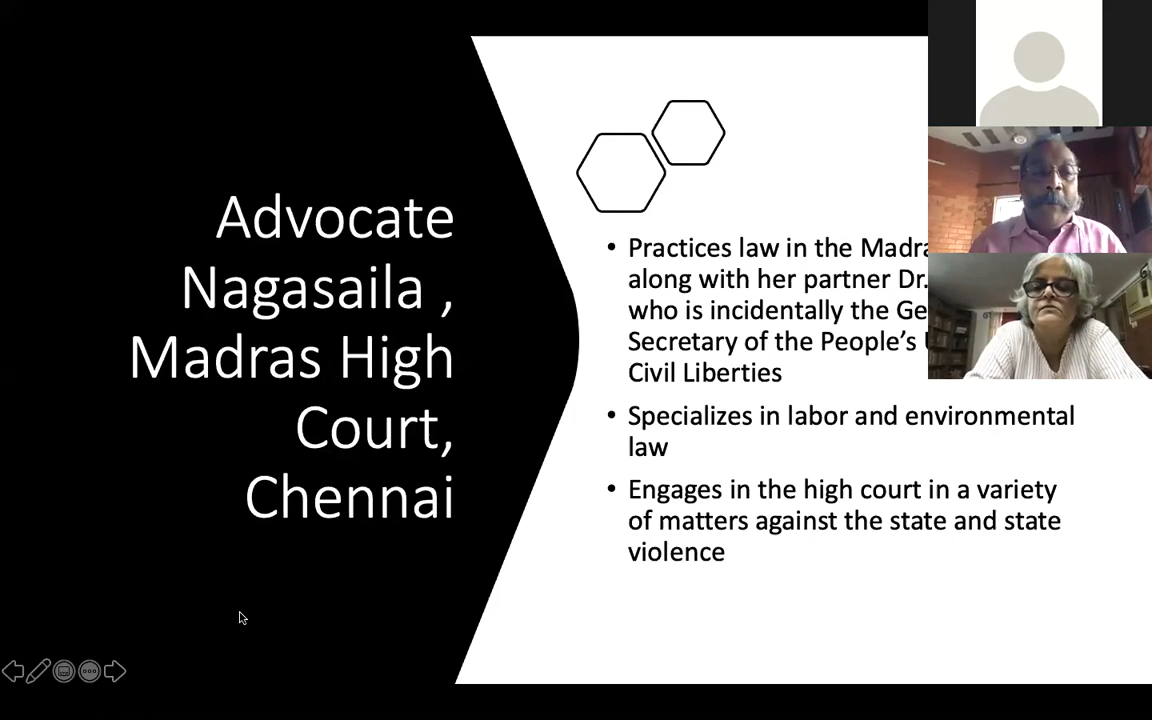 Advocate
Nagasaila ,
Madras High
Court,
Chennai
• Practices law in the
along with her partner Dr.
who is incidentally the
Secretary of the People’s
Civil Liberties
• Specializes in labor and environmental
law
• Engages in the high court in a variety
of matters against the state and state
violence